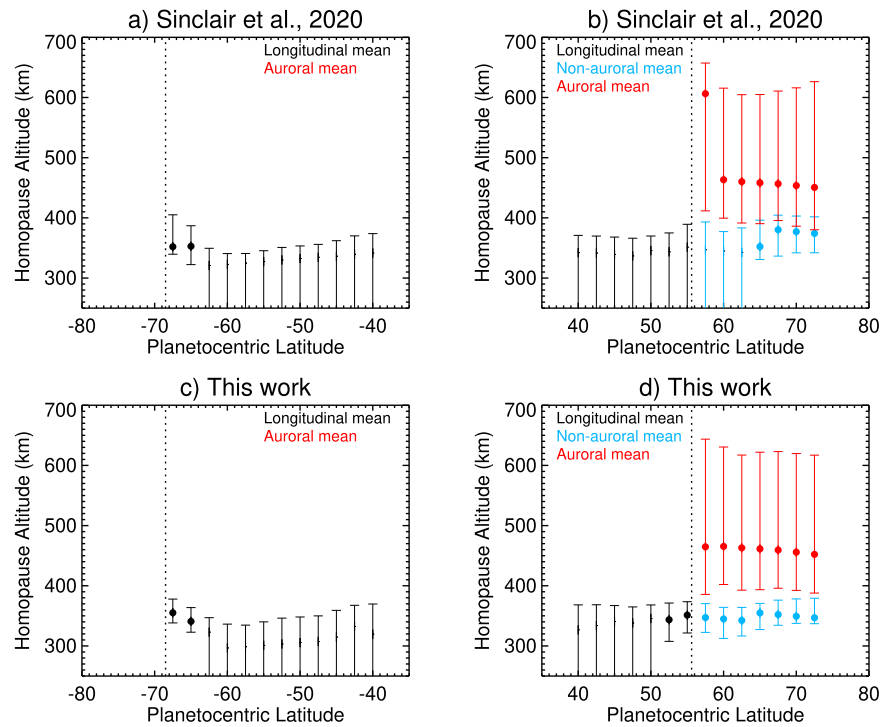 a) Sinclair et al., 2020
Homopause Altitude (km)
700
600
500
400
300
Longitudinal mean
Auroral mean
-80 -70 -60 -50 -40
Planetocentric Latitude
b) Sinclair et al., 2020
Homopause Altitude (km)
700
600
500
400
300
Longitudinal mean
Non-auroral mean
Auroral mean
40 50 60 70 80
Planetocentric Latitude
c) This work
Homopause Altitude (km)
700
600
500
400
300
Longitudinal mean
Auroral mean
-80 -70 -60 -50 -40
Planetocentric Latitude
d) This work
Homopause Altitude (km)
700
600
500
400
300
Longitudinal mean
Non-auroral mean
Auroral mean
40 50 60 70 80
Planetocentric Latitude